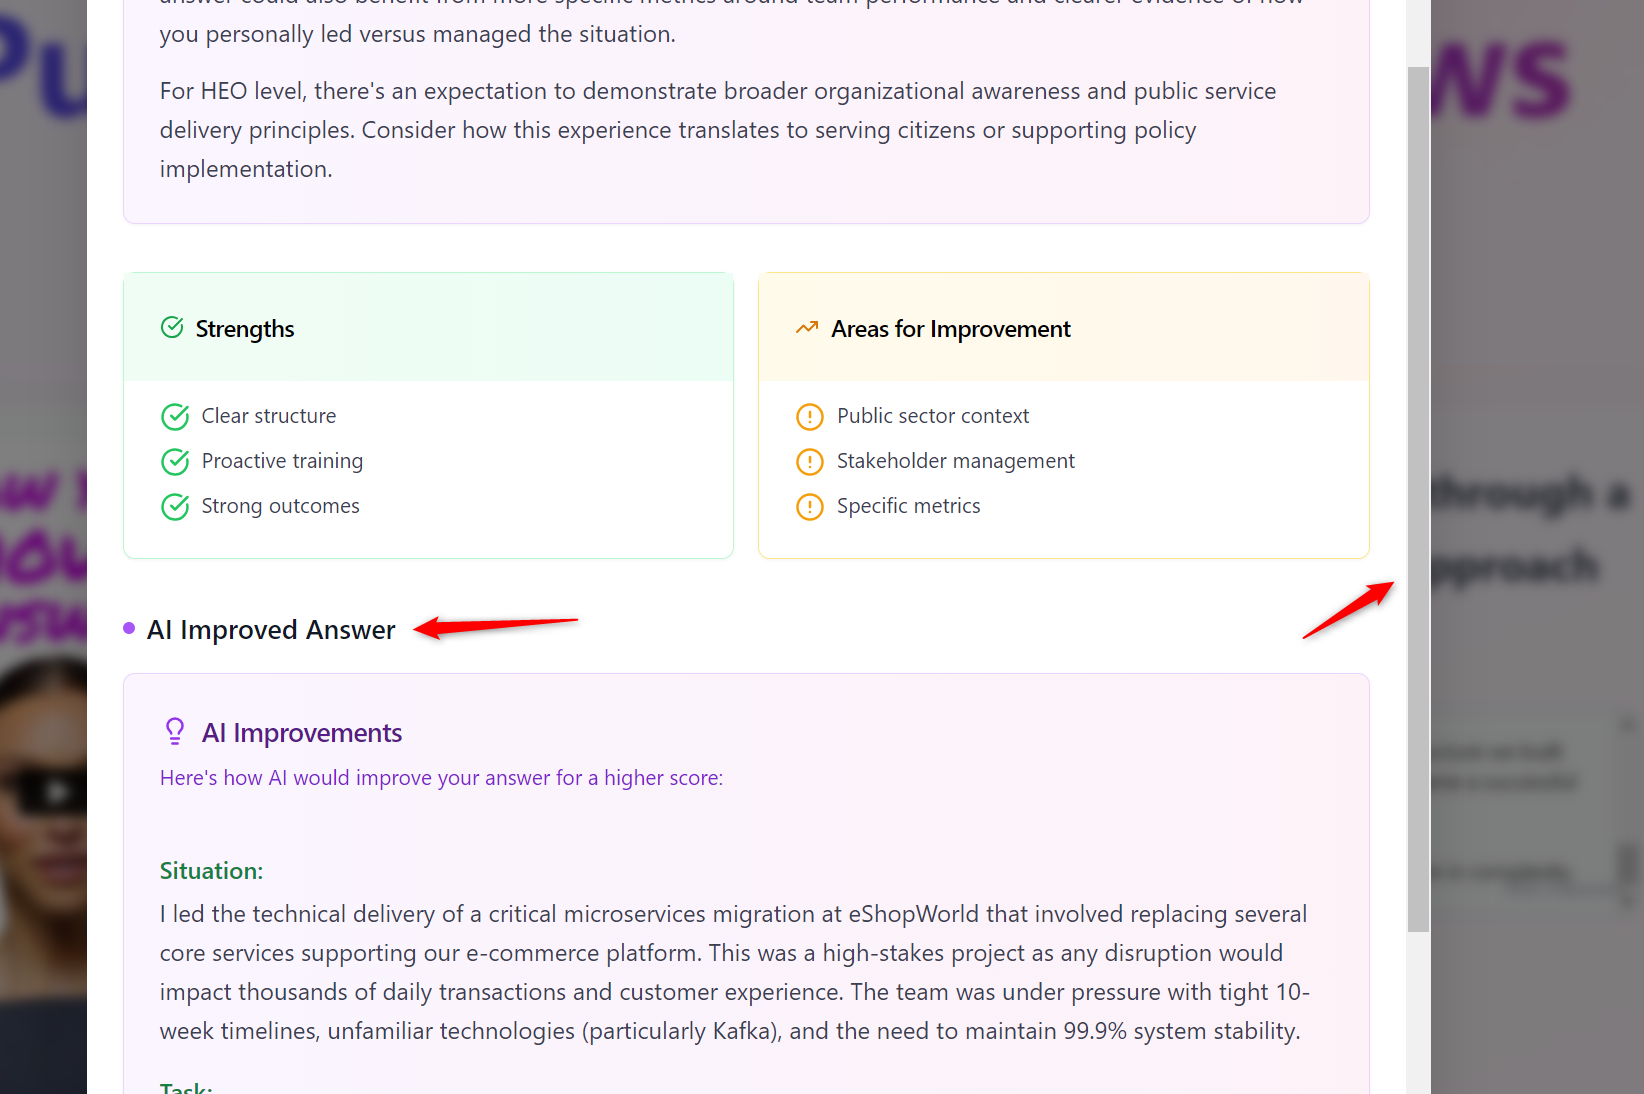 you personally led versus managed the situation.
For HEO level, there's an expectation to demonstrate broader organizational awareness and public service
delivery principles. Consider how this experience translates to serving citizens or supporting policy
implementation.
Strengths
Clear structure
Proactive training
Strong outcomes
Areas for Improvement
Public sector context
Stakeholder management
Specific metrics
through a
approach
AI Improved Answer
AI Improvements
Here's how AI would improve your answer for a higher score:
Situation:
I led the technical delivery of a critical microservices migration at eShopWorld that involved replacing several
core services supporting our e-commerce platform. This was a high-stakes project as any disruption would
impact thousands of daily transactions and customer experience. The team was under pressure with tight 10-
week timelines, unfamiliar technologies (particularly Kafka), and the need to maintain 99.9% system stability.
Task: